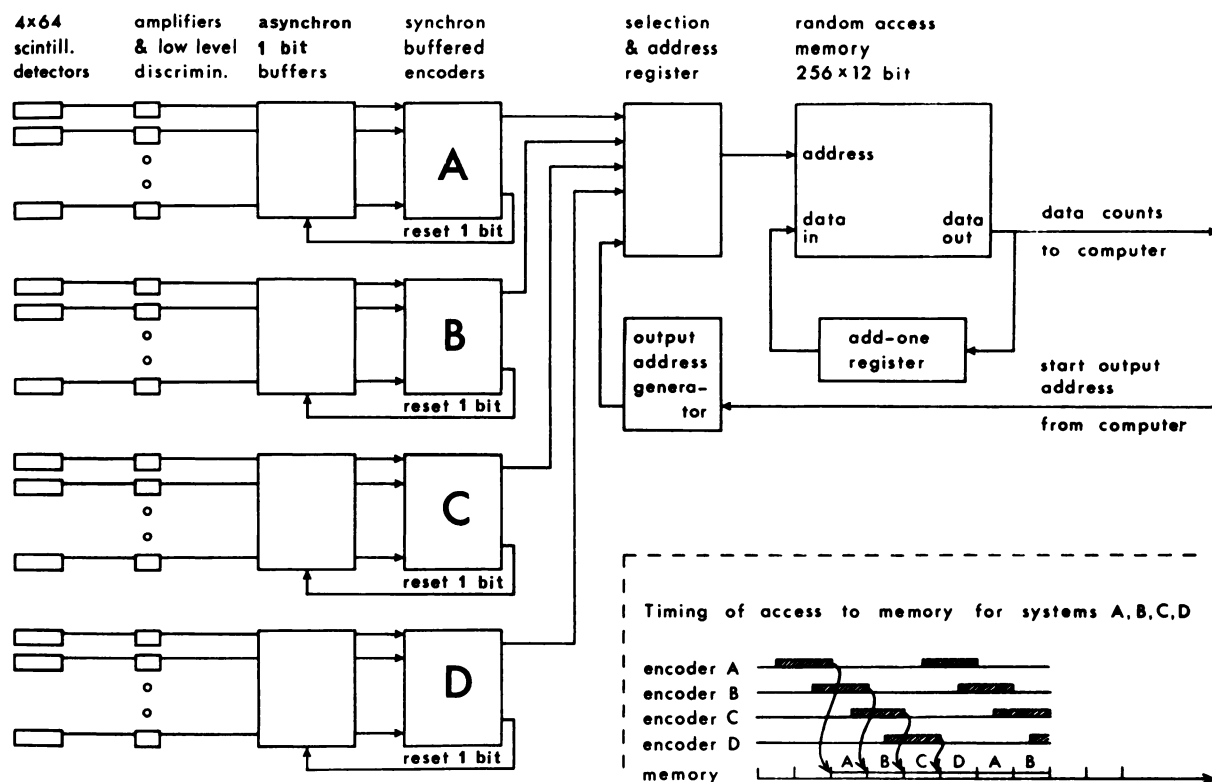 4×64
scintill.
detectors
amplifiers
& low level
discrimin.
asynchron
1 bit
buffers
synchron
buffered
encoders
selection
& address
register
random access
memory
256×12 bit
A
reset 1 bit
B
reset 1 bit
C
reset 1 bit
D
reset 1 bit
address
data
in
data
out
data counts
to computer
add-one
register
output
address
genera-
tor
start output
address
from computer
Timing of access to memory for systems A,B,C,D
encoder A
encoder B
encoder C
encoder D
memory
A B C D A B